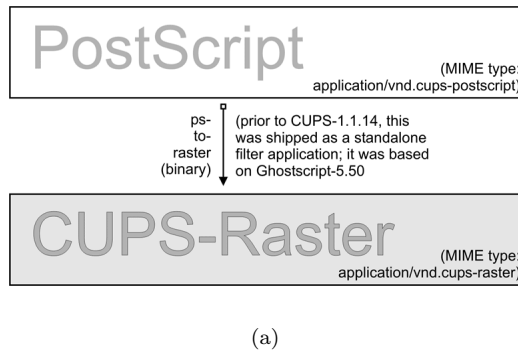 PostScript
(MIME type:
application/vnd.cups-postscript)
ps-
to-
raster
(binary)
(prior to CUPS-1.1.14, this
was shipped as a standalone
filter application; it was based
on Ghostscript-5.50
CUPS-Raster
(MIME type:
application/vnd.cups-raster)
(a)